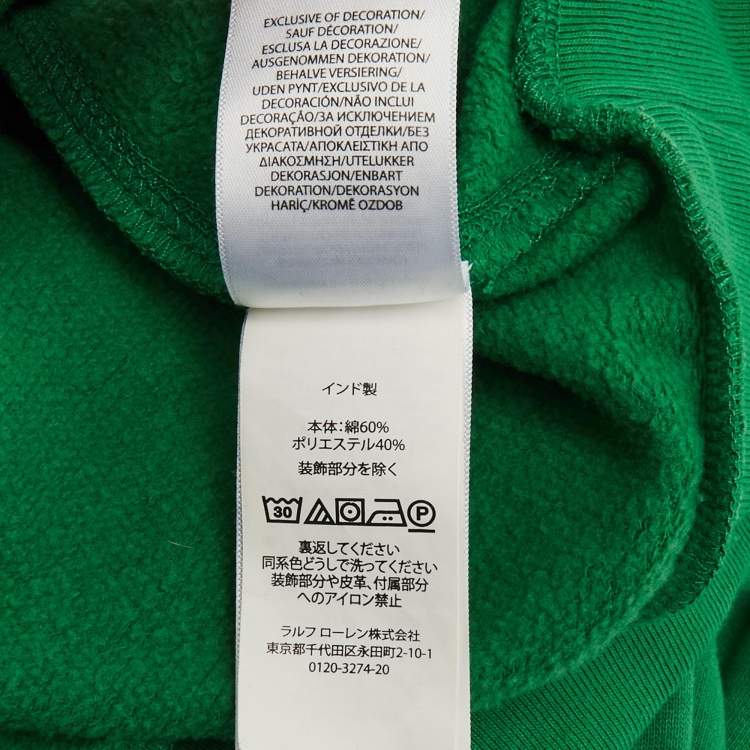 EXCLUSIVE OF DECORATION/
SAUF DÉCORATION/
ESCLUSA LA DECORAZIONE/
AUSGENOMMEN DEKORATION/
BEHALVE VERSIERING/
UDEN PYNT/EXCLUSIVO DE LA
DECORACIÓN/NÃO INCLUI
DECORAÇÃO/ЗА ИСКЛЮЧЕНИЕМ
ДЕКОРАТИВНОЙ ОТДЕЛКИ/БЕЗ
УКРАСАТА/ΑΠΟΚΛΕΙΣΤΙΚΗ ΑΠΟ
ΔΙΑΚΟΣΜΗΣΗ/UTELUKKER
DEKORASJON/ENBART
DEKORATION/DEKORASYON
HARİÇ/KROMĚ OZDOB
インド製
本体：綿60%
ポリエステル40%
装飾部分を除く
30 P
裏返してください
同系色どうしで洗ってください
装飾部分や皮革、付属部分
へのアイロン禁止
ラルフ ローレン株式会社
東京都千代田区永田町2-10-1
0120-3274-20